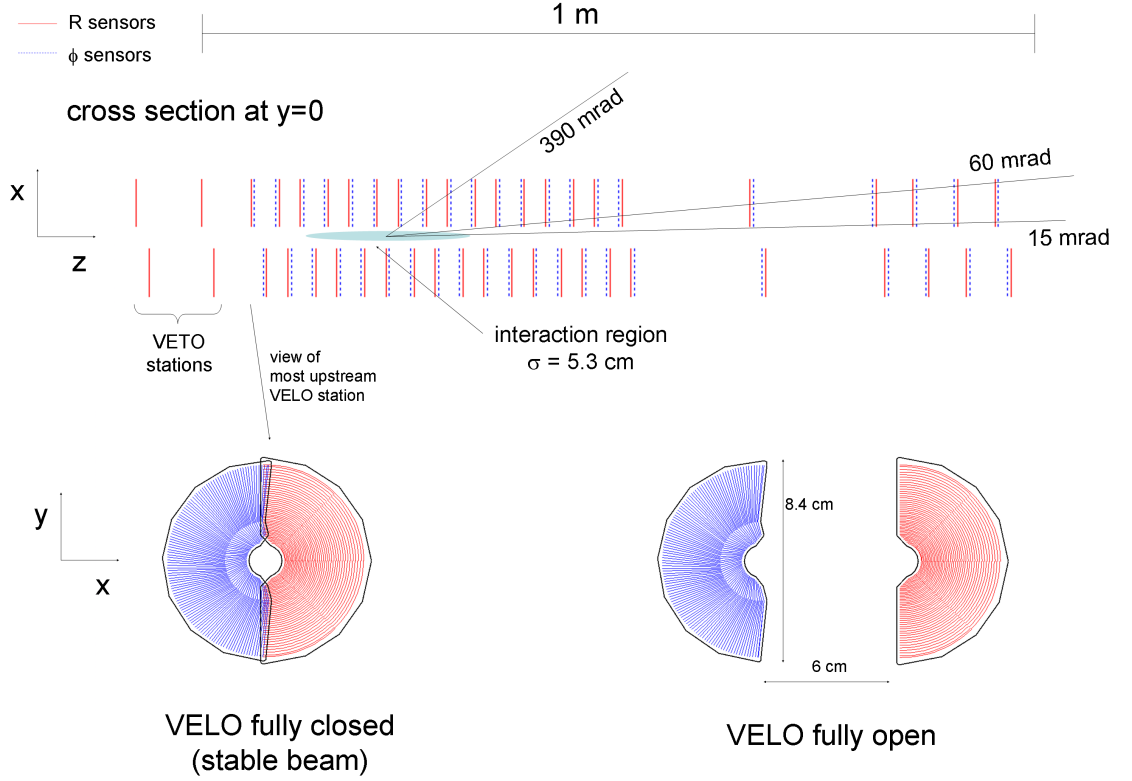 R sensors
ϕ sensors
1 m
cross section at y=0
390 mrad
60 mrad
15 mrad
x
z
VETO
stations
interaction region
σ = 5.3 cm
view of
most upstream
VELO station
y
x
8.4 cm
6 cm
VELO fully closed
(stable beam)
VELO fully open